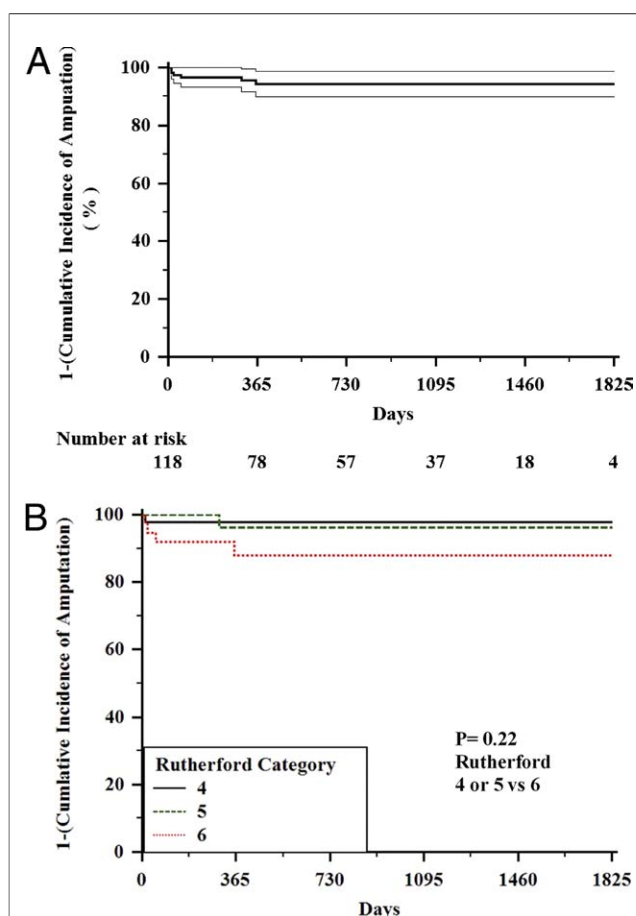 A
1-(Cumulative Incidence of Ampuation)
( % )
100
80
60
40
20
0
0 365 730 1095 1460 1825
Days
Number at risk
118 78 57 37 18 4
B
1-(Cumlative Incidence of Amputation)
100
80
60
40
20
0
P= 0.22
Rutherford
4 or 5 vs 6
Rutherford Category
4
5
6
0 365 730 1095 1460 1825
Days